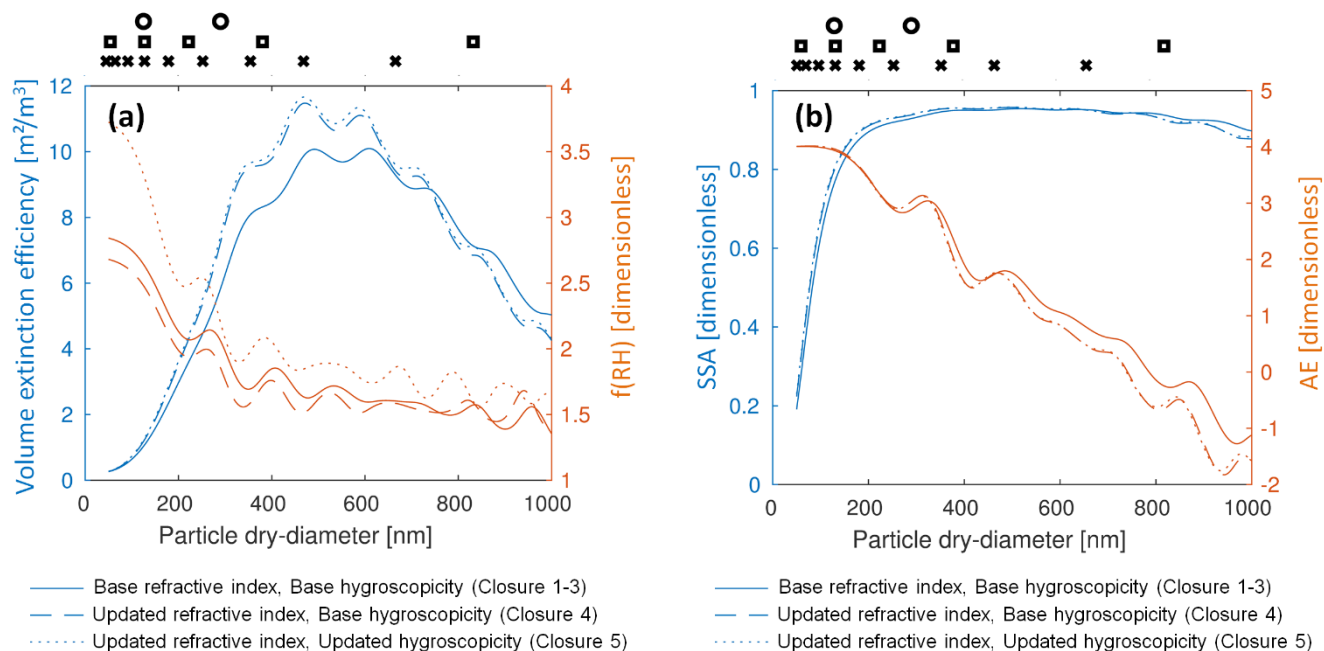 (a)
12
10
8
6
4
2
0
Volume extinction efficiency [m²/m³]
4
3.5
3
2.5
2
1.5
1
f(RH) [dimensionless]
0 200 400 600 800 1000
Particle dry-diameter [nm]
Base refractive index, Base hygroscopicity (Closure 1-3)
Updated refractive index, Base hygroscopicity (Closure 4)
Updated refractive index, Updated hygroscopicity (Closure 5)
(b)
1
0.8
0.6
0.4
0.2
0
SSA [dimensionless]
5
4
3
2
1
0
-1
-2
AE [dimensionless]
0 200 400 600 800 1000
Particle dry-diameter [nm]
Base refractive index, Base hygroscopicity (Closure 1-3)
Updated refractive index, Base hygroscopicity (Closure 4)
Updated refractive index, Updated hygroscopicity (Closure 5)